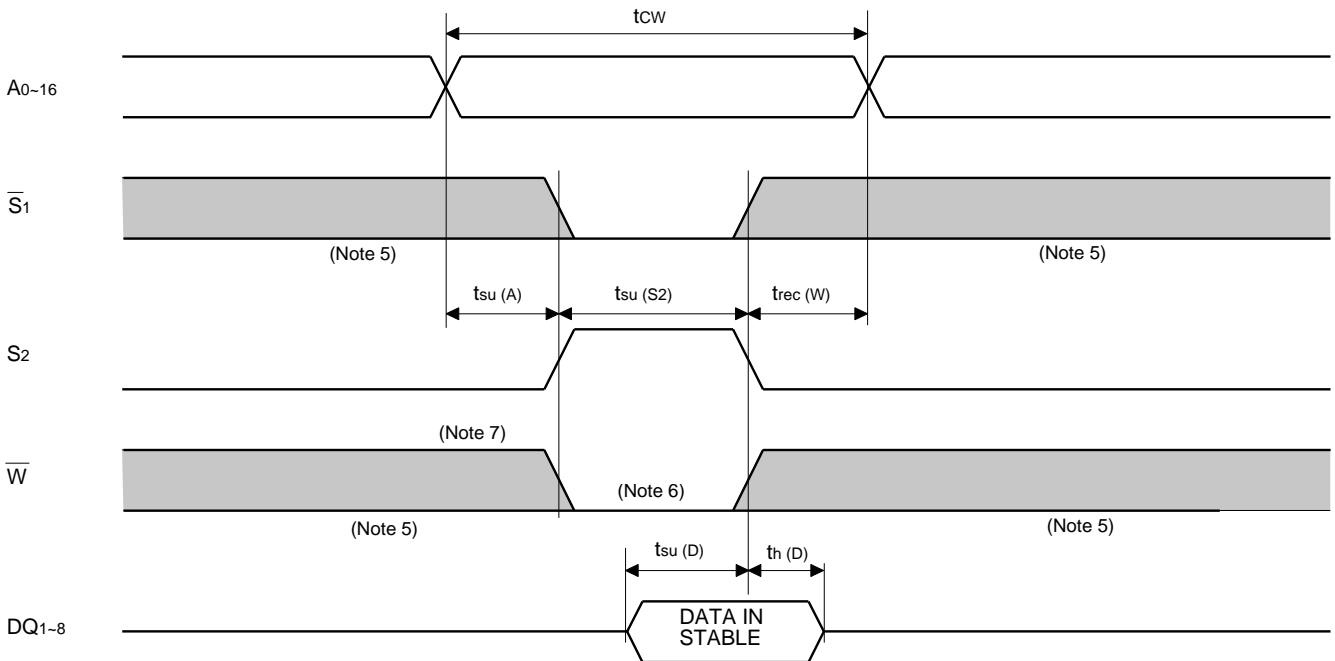 tCW
A0~16
S1
(Note 5) (Note 5)
tsu (A) tsu (S2) trec (W)
S2
(Note 7)
W
(Note 6)
(Note 5) (Note 5)
tsu (D) th (D)
DQ1~8
DATA IN
STABLE